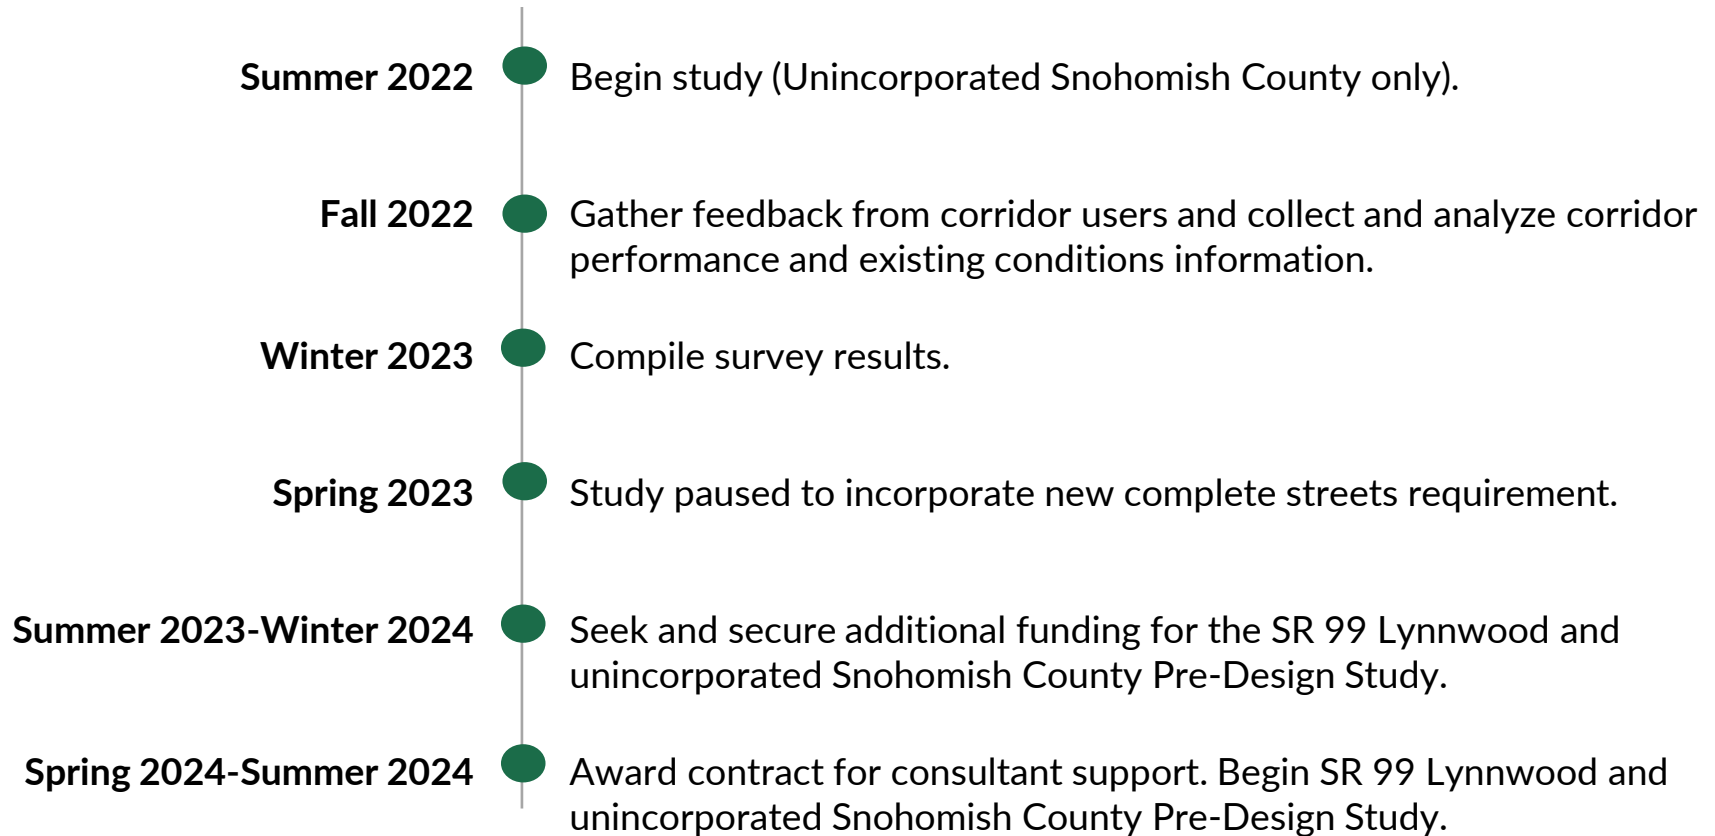 Summer 2022 Begin study (Unincorporated Snohomish County only).
Fall 2022 Gather feedback from corridor users and collect and analyze corridor
performance and existing conditions information.
Winter 2023 Compile survey results.
Spring 2023 Study paused to incorporate new complete streets requirement.
Summer 2023-Winter 2024 Seek and secure additional funding for the SR 99 Lynnwood and
unincorporated Snohomish County Pre-Design Study.
Spring 2024-Summer 2024 Award contract for consultant support. Begin SR 99 Lynnwood and
unincorporated Snohomish County Pre-Design Study.